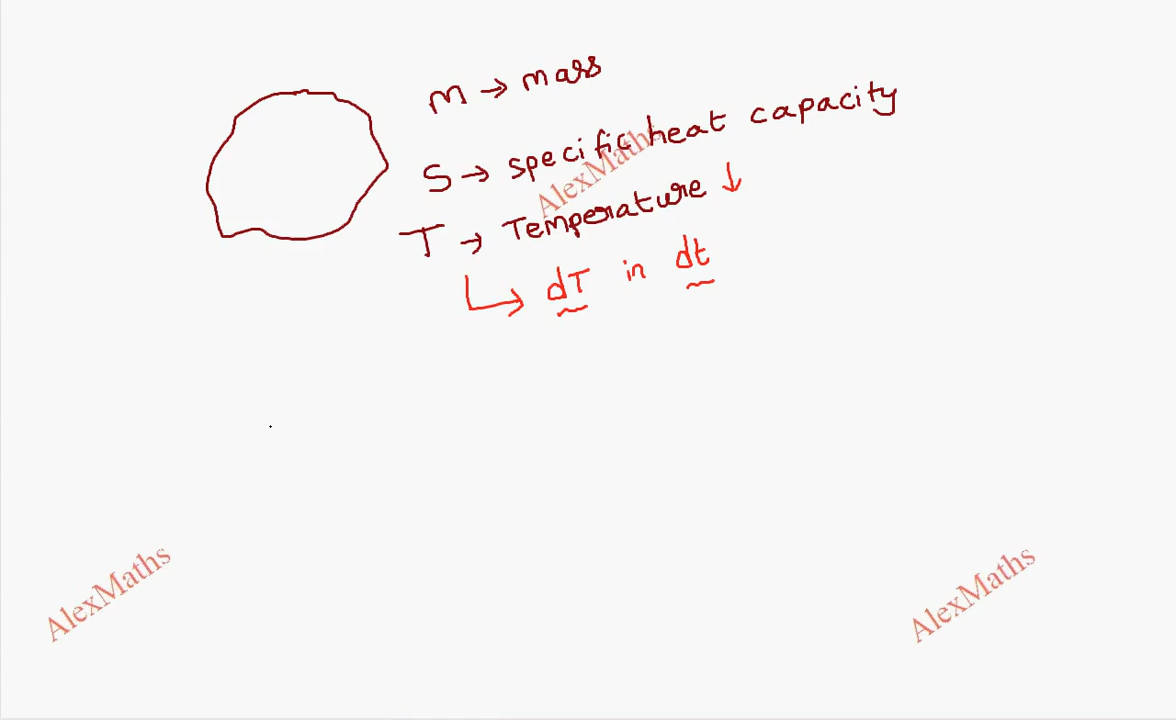 m → mass
S → specific heat capacity
T → Temperature ↓
↳ dT in dt
AlexMaths
AlexMaths
AlexMaths